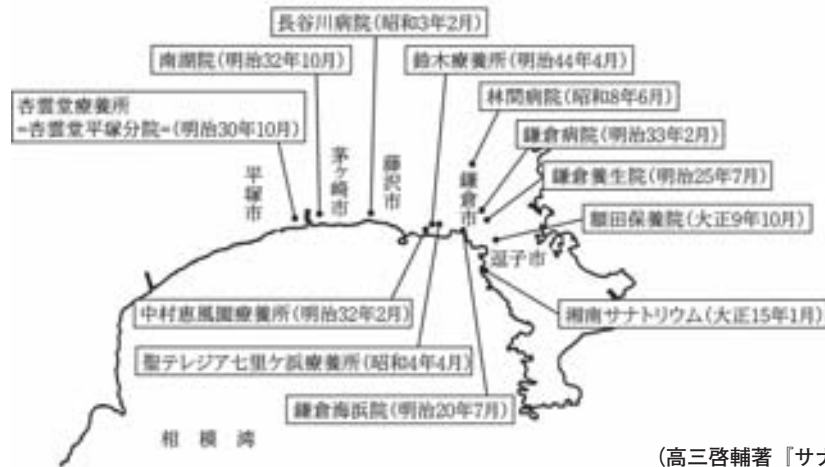 長谷川病院(昭和3年2月)
南湖院(明治32年10月)
鈴木療養所(明治44年4月)
林間病院(昭和8年6月)
杏雲堂療養所
=杏雲堂平塚分院=(明治30年10月)
鎌倉病院(明治33年2月)
鎌倉養生院(明治25年7月)
額田保養院(大正9年10月)
平塚市
茅ヶ崎市
藤沢市
鎌倉市
逗子市
中村恵風園療養所(明治32年2月)
湘南サナトリウム(大正15年1月)
聖テレジア七里ケ浜療養所(昭和4年4月)
鎌倉海浜院(明治20年7月)
相模湾
(高三啓輔著『サナ